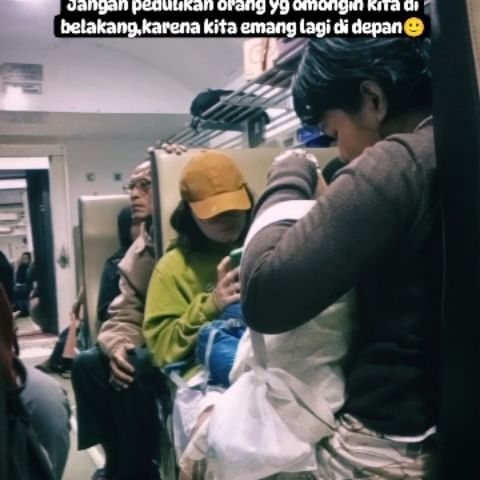 Jangan pedulikan orang yg omongin kita di
belakang,karena kita emang lagi di depan🙂